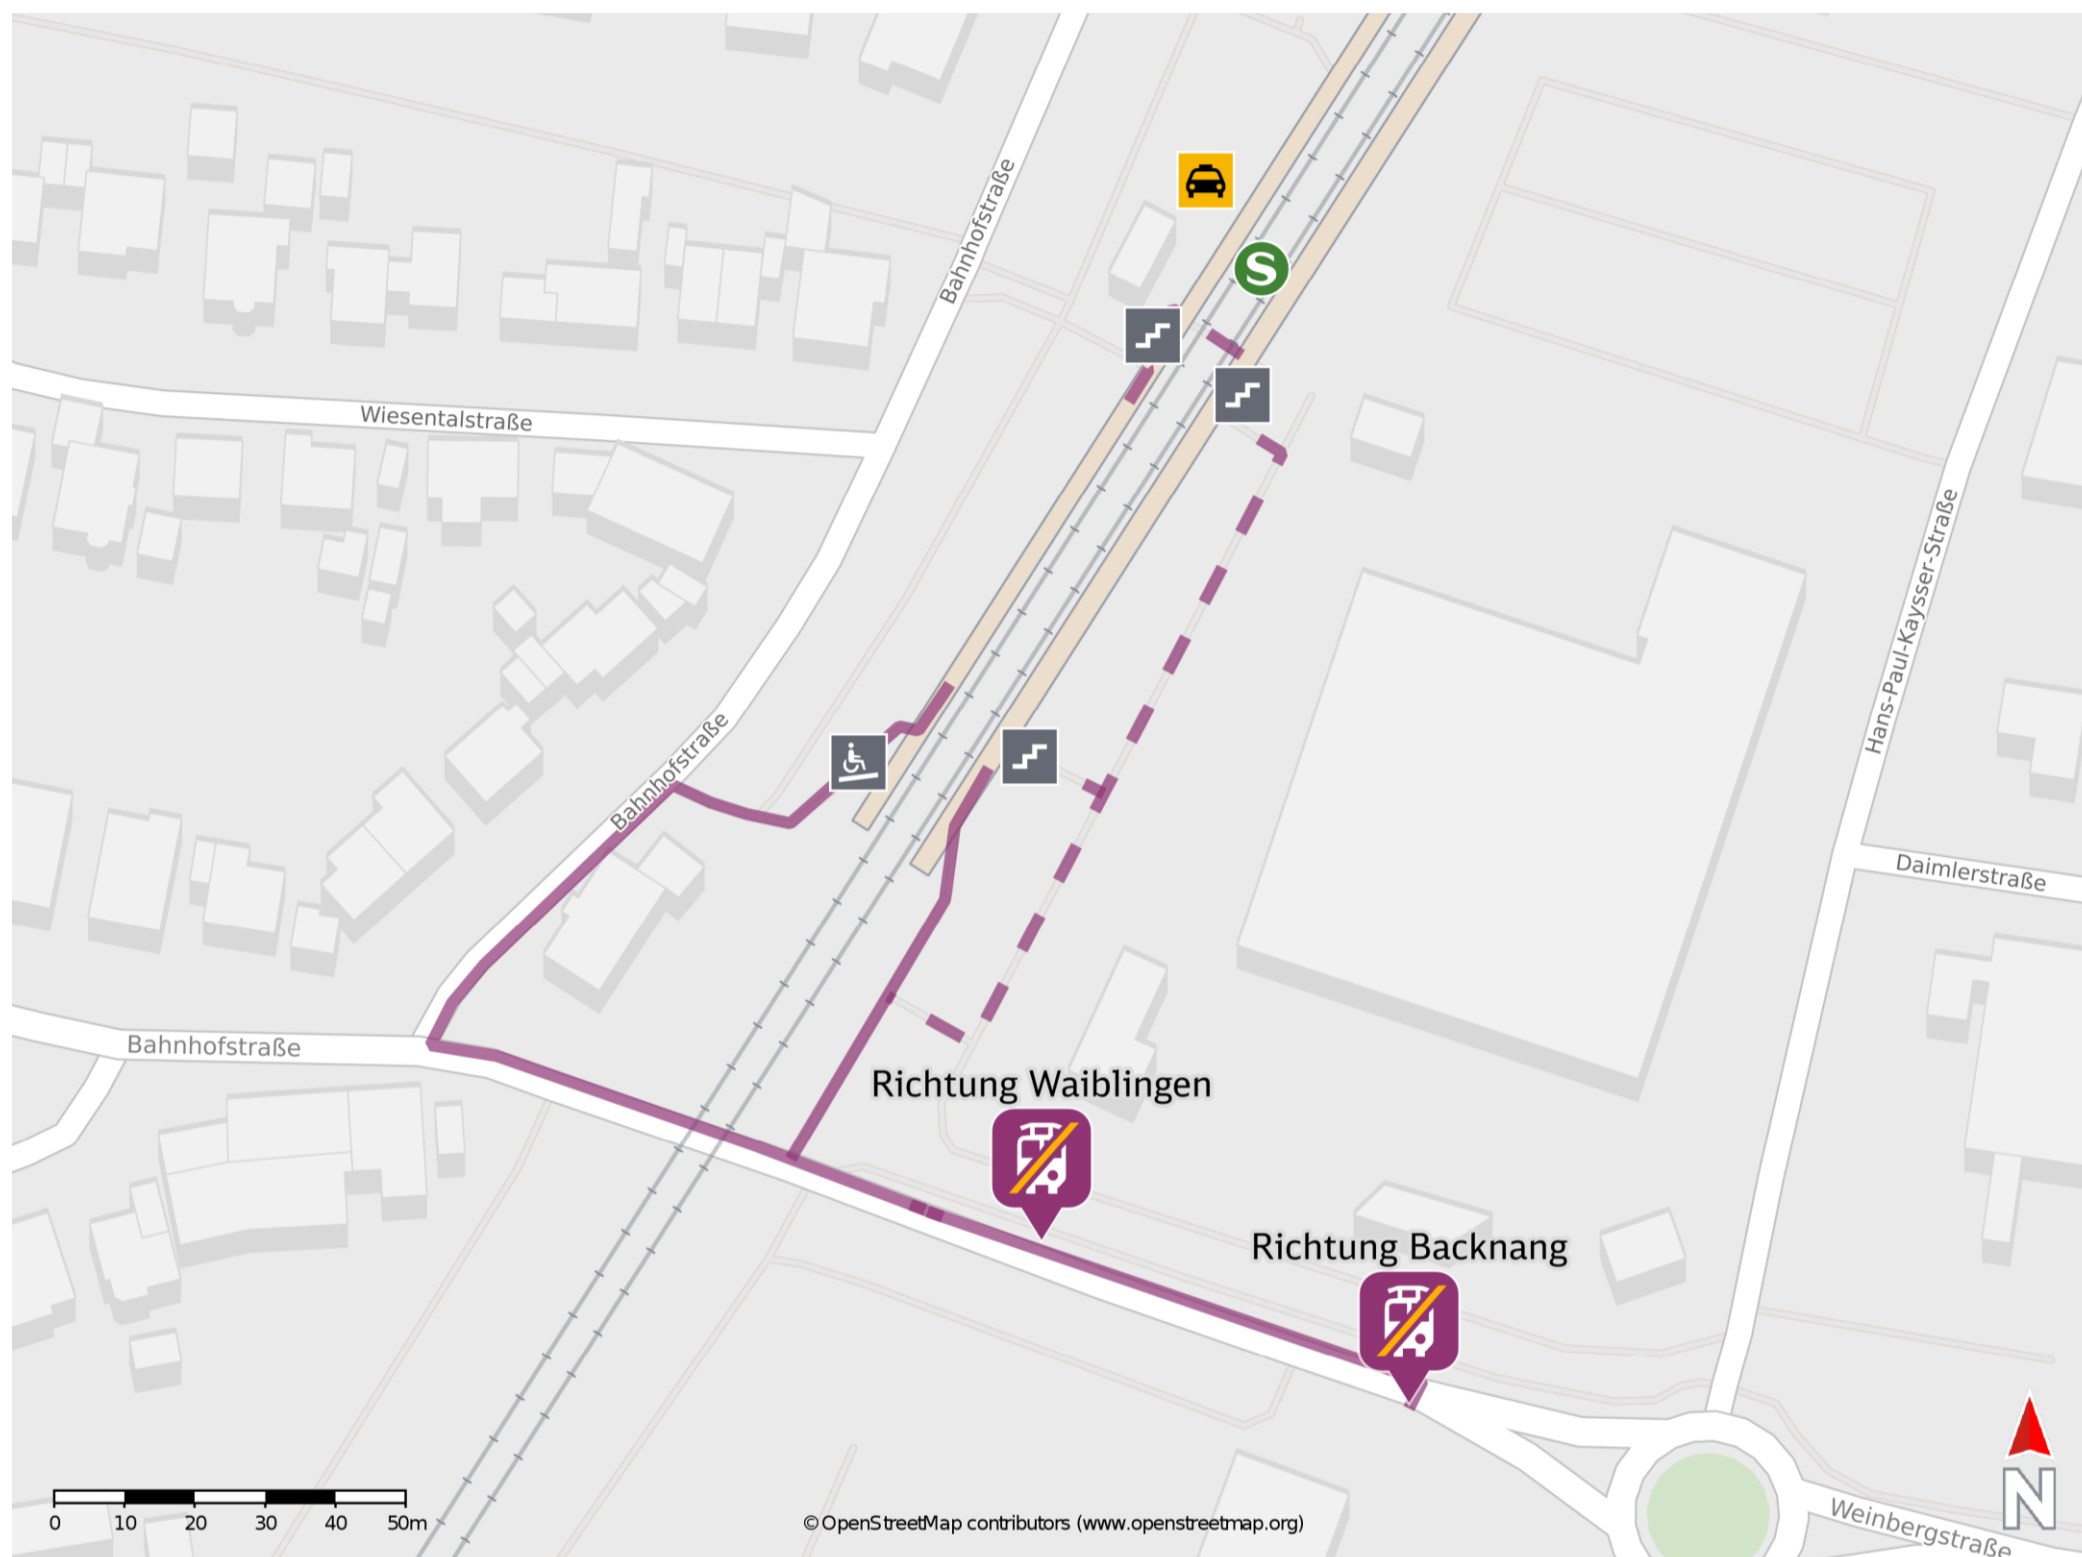 Bahnhofstraße
S
Wiesentalstraße
Hans-Paul-Kaysser-Straße
Bahnhofstraße
Daimlerstraße
Bahnhofstraße
Richtung Waiblingen
Richtung Backnang
N
Weinbergstraße
0 10 20 30 40 50m
© OpenStreetMap contributors (www.openstreetmap.org)